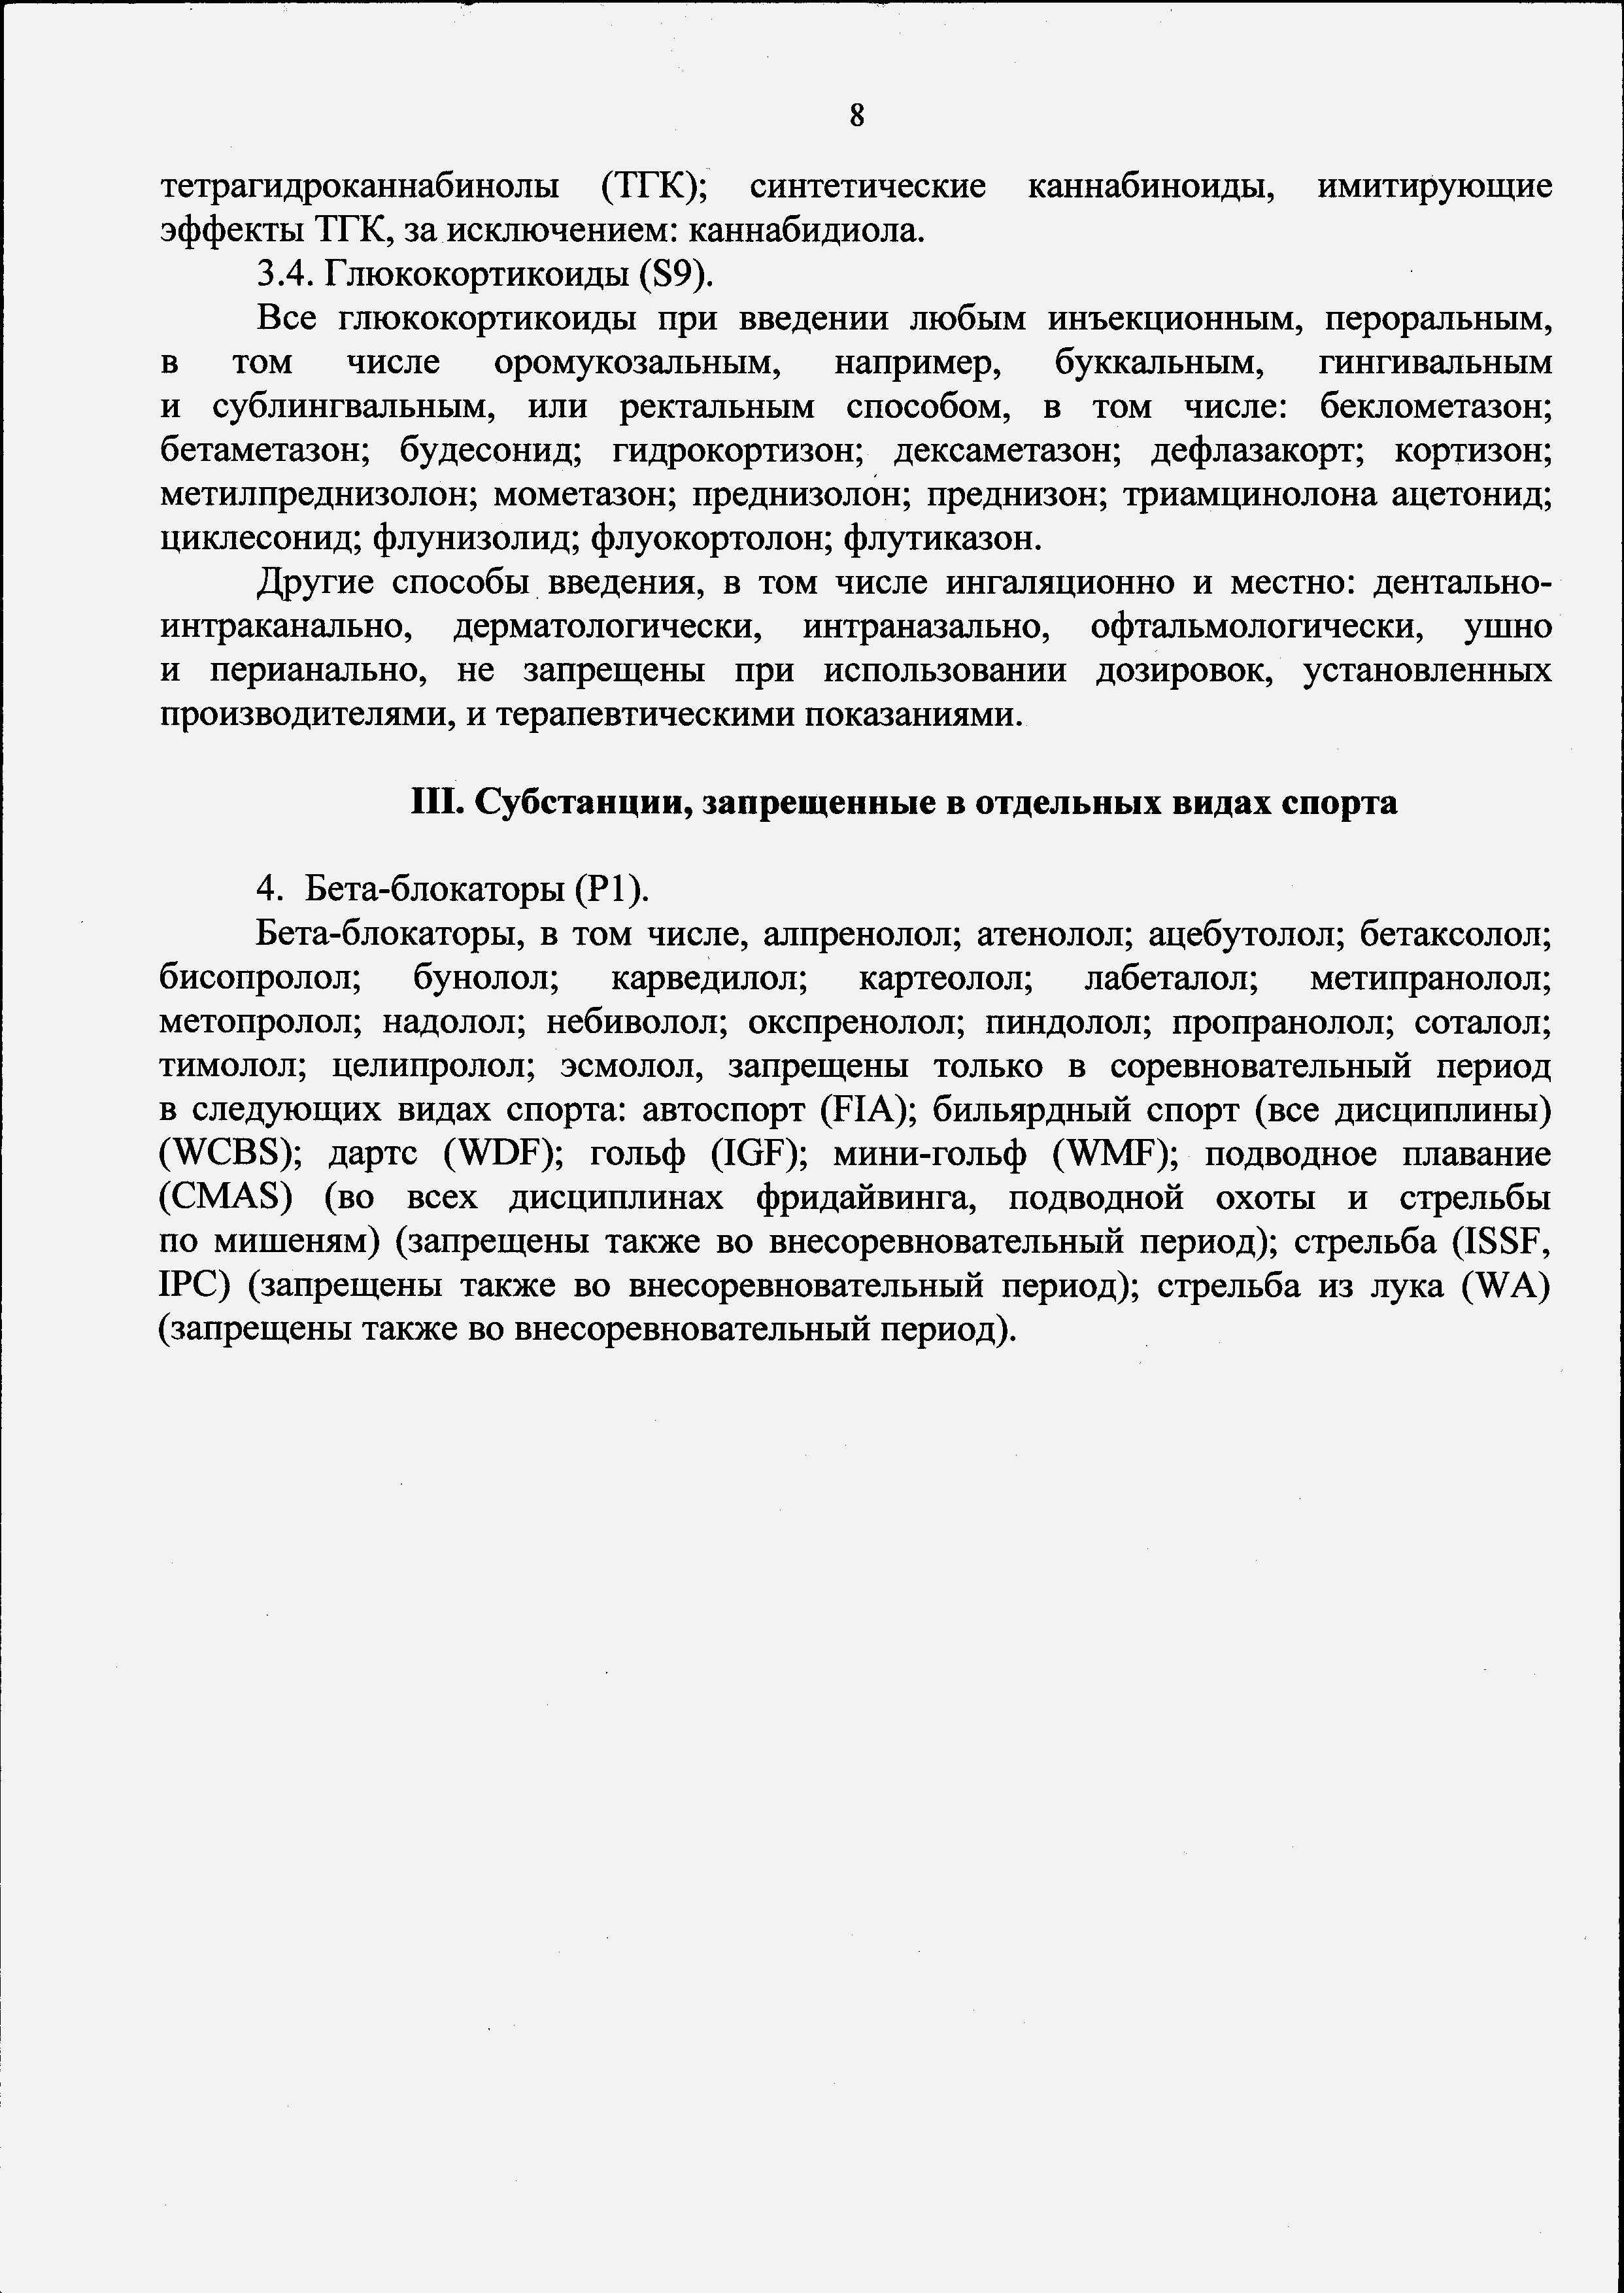 8
тетрагидроканнабинолы (ТГК); синтетические каннабиноиды, имитирующие
эффекты ТГК, за исключением: каннабидиола.
3.4. Глюкокортикоиды (S9).
Все глюкокортикоиды при введении любым инъекционным, пероральным,
в том числе оромукозальным, например, буккальным, гингивальным
и сублингвальным, или ректальным способом, в том числе: беклометазон;
бетаметазон; будесонид; гидрокортизон; дексаметазон; дефлазакорт; кортизон;
метилпреднизолон; мометазон; преднизолон; преднизон; триамцинолона ацетонид;
циклесонид; флунизолид; флуокортолон; флутиказон.
Другие способы введения, в том числе ингаляционно и местно: дентально-
интраканально, дерматологически, интраназально, офтальмологически, ушно
и перианально, не запрещены при использовании дозировок, установленных
производителями, и терапевтическими показаниями.
III. Субстанции, запрещенные в отдельных видах спорта
4. Бета-блокаторы (P1).
Бета-блокаторы, в том числе, алпренолол; атенолол; ацебутолол; бетаксолол;
бисопролол; бунолол; карведилол; картеолол; лабеталол; метипранолол;
метопролол; надолол; небиволол; окспренолол; пиндолол; пропранолол; соталол;
тимолол; целипролол; эсмолол, запрещены только в соревновательный период
в следующих видах спорта: автоспорт (FIA); бильярдный спорт (все дисциплины)
(WCBS); дартс (WDF); гольф (IGF); мини-гольф (WMF); подводное плавание
(CMAS) (во всех дисциплинах фридайвинга, подводной охоты и стрельбы
по мишеням) (запрещены также во внесоревновательный период); стрельба (ISSF,
IPC) (запрещены также во внесоревновательный период); стрельба из лука (WA)
(запрещены также во внесоревновательный период).